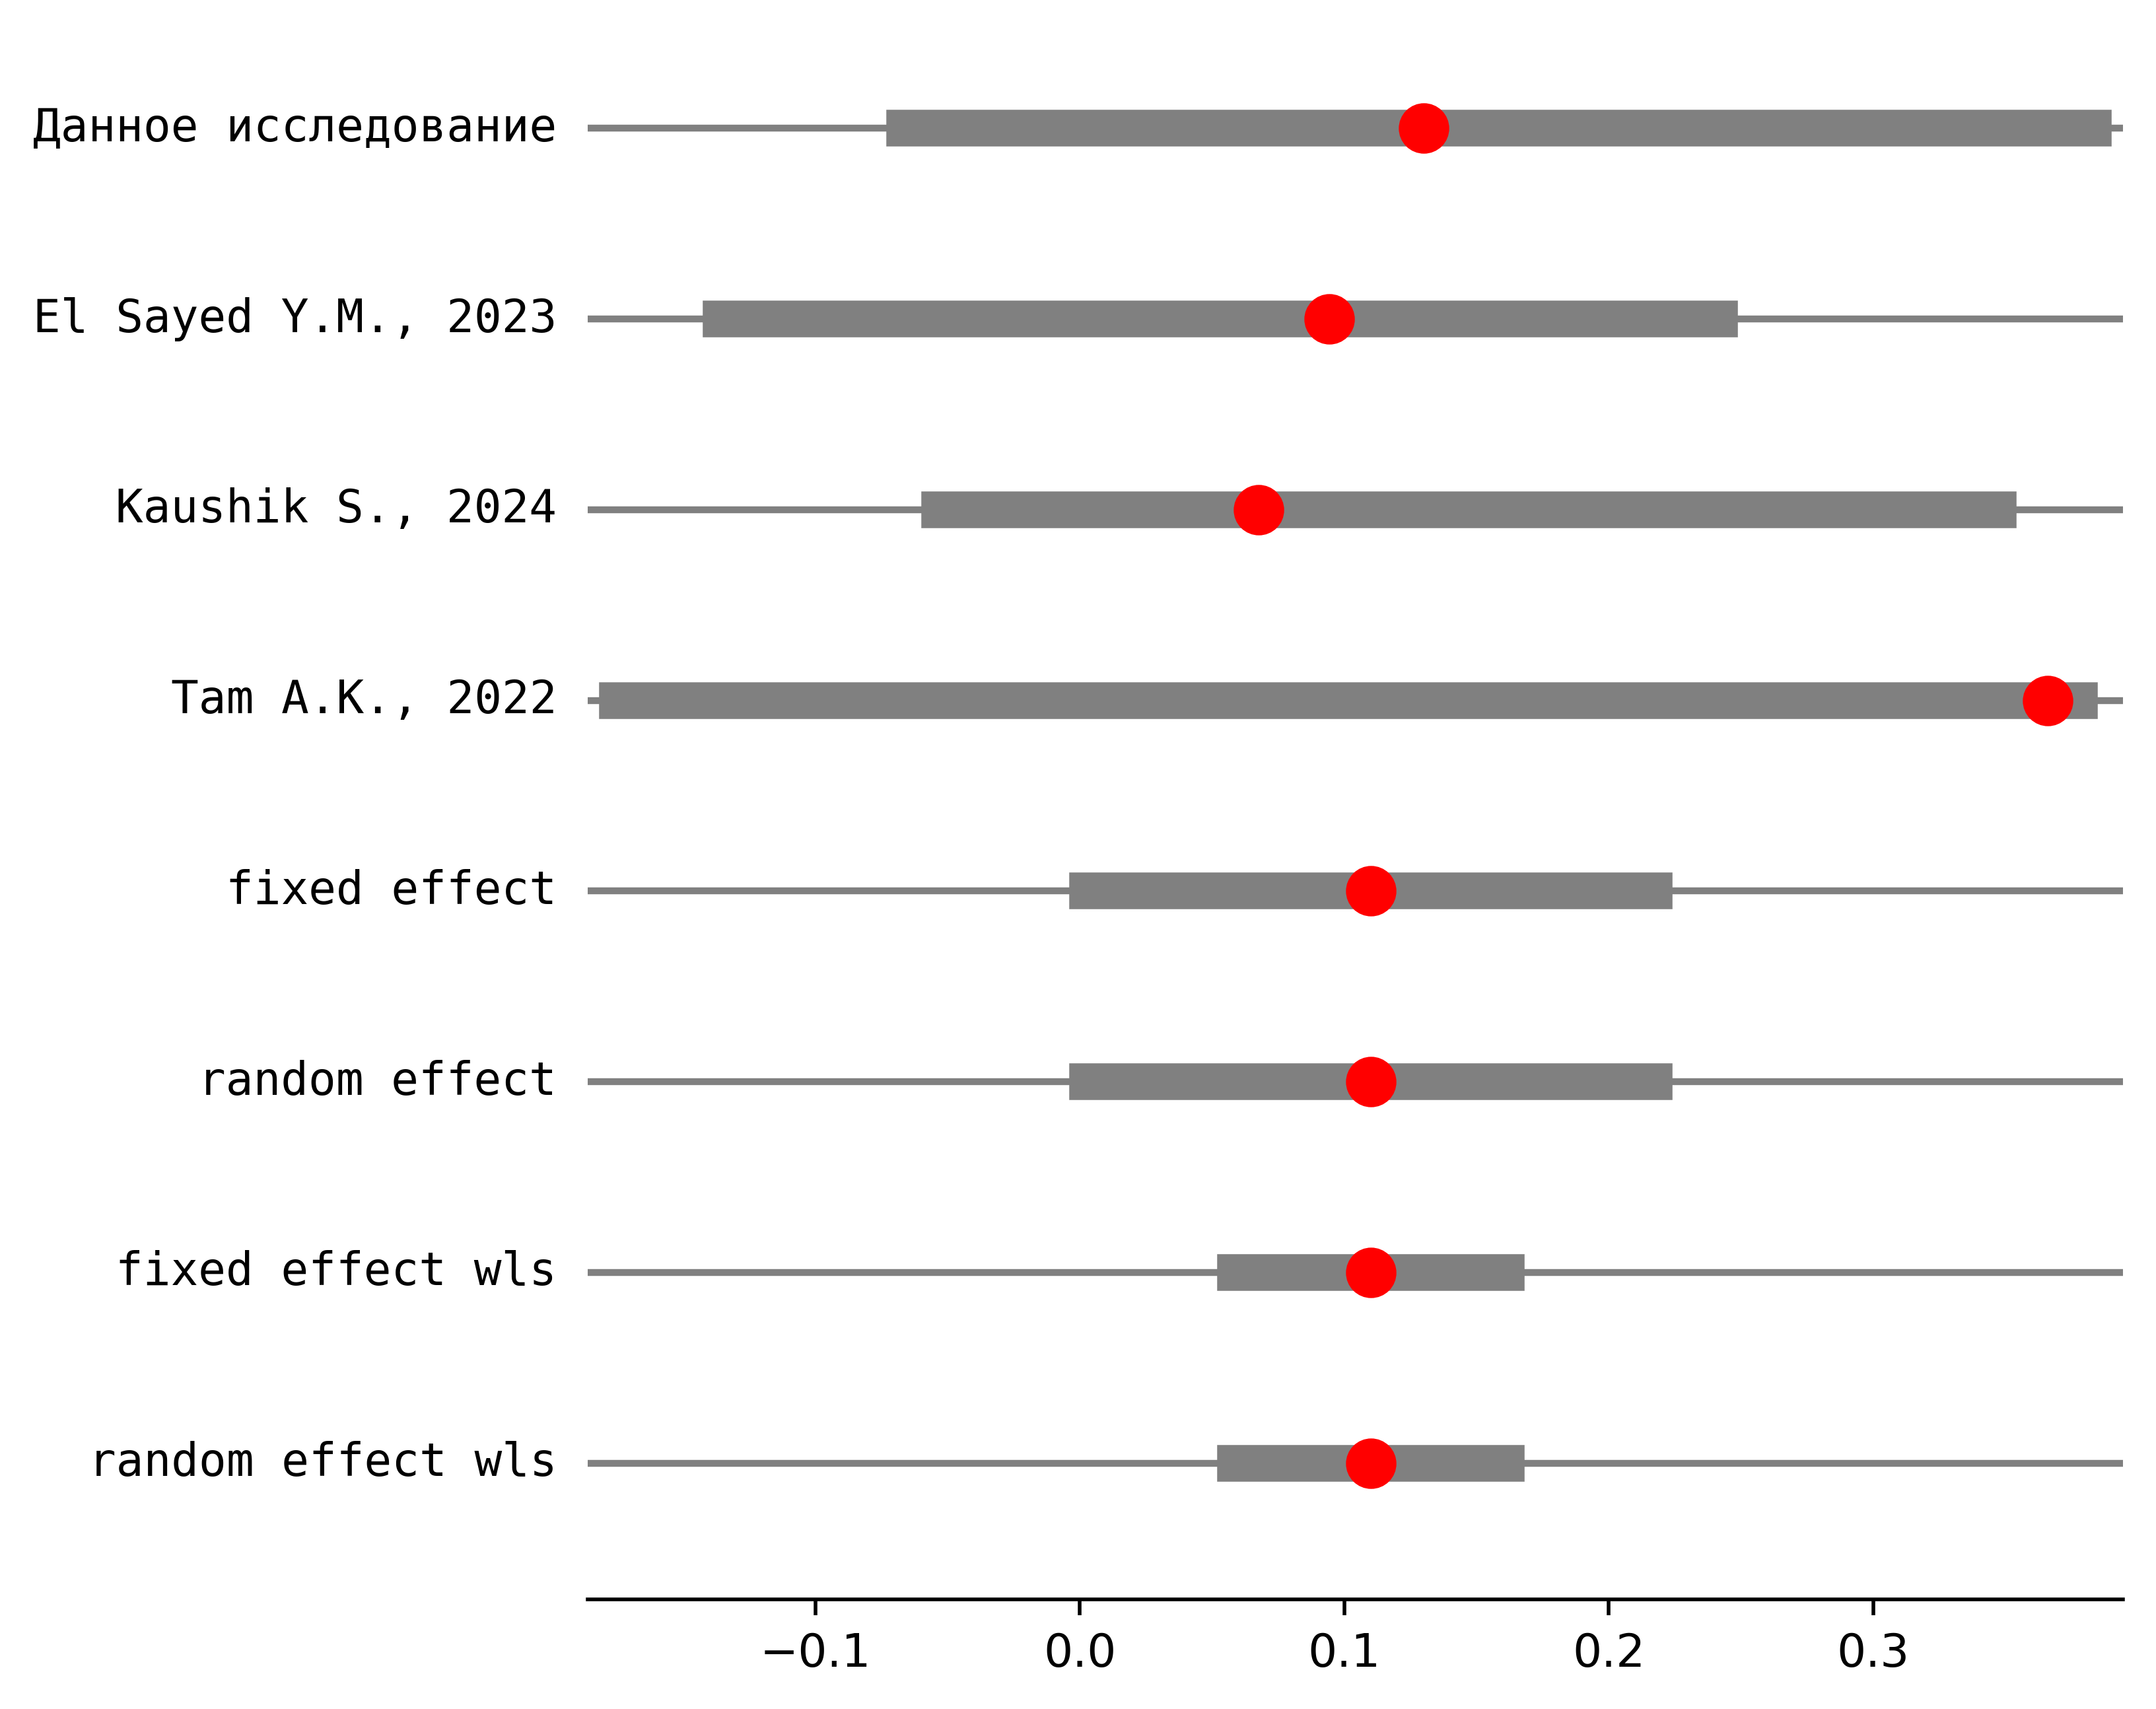 Данное исследование
El Sayed Y.M., 2023
Kaushik S., 2024
Tam A.K., 2022
fixed effect
random effect
fixed effect wls
random effect wls
−0.1 0.0 0.1 0.2 0.3